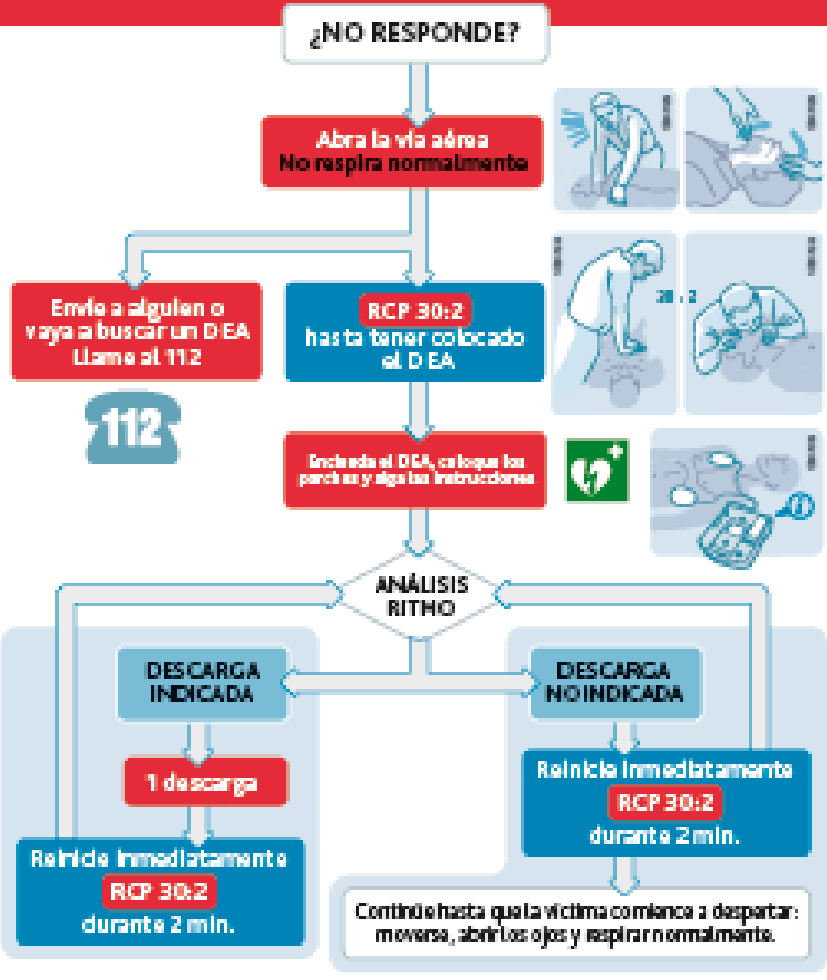 ¿NO RESPONDE?
Abra la vía aérea
No respira normalmente
Envíe a alguien o
vaya a buscar un DEA
Llame al 112
RCP 30:2
hasta tener colocado
el DEA
30 : 2
112
Encienda el DEA, coloque los
parches y siga las instrucciones
ANÁLISIS
RITMO
DESCARGA
INDICADA
DESCARGA
NO INDICADA
1 descarga
Reinicie inmediatamente
RCP 30:2
durante 2 min.
Reinicie inmediatamente
RCP 30:2
durante 2 min.
Continúe hasta que la víctima comience a despertar:
moverse, abrir los ojos y respirar normalmente.